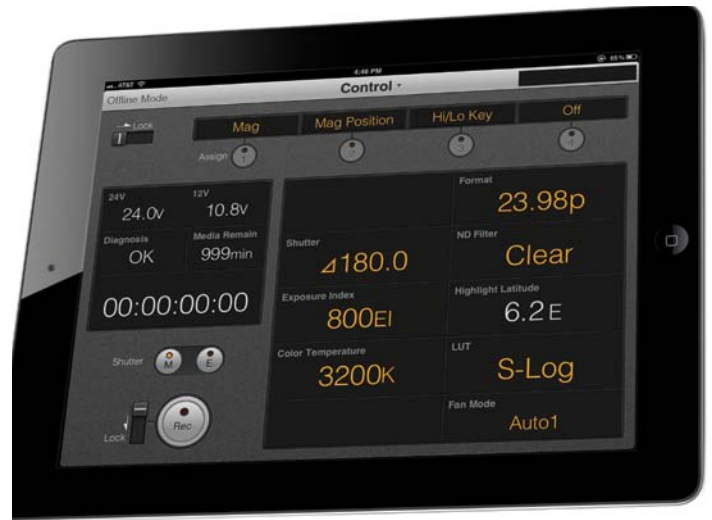 AT&T 4:46 PM 65%
Offline Mode Control
Lock Mag Mag Position Hi/Lo Key Off
Assign 1 2 3 4
24V 12V
24.0V 10.8V
Format
23.98p
Diagnosis Media Remain
OK 999min
Shutter ND Filter
⊿180.0 Clear
00:00:00:00
Exposure Index Highlight Latitude
800EI 6.2E
Shutter M E
Color Temperature LUT
3200K S-Log
Lock Rec
Fan Mode
Auto1